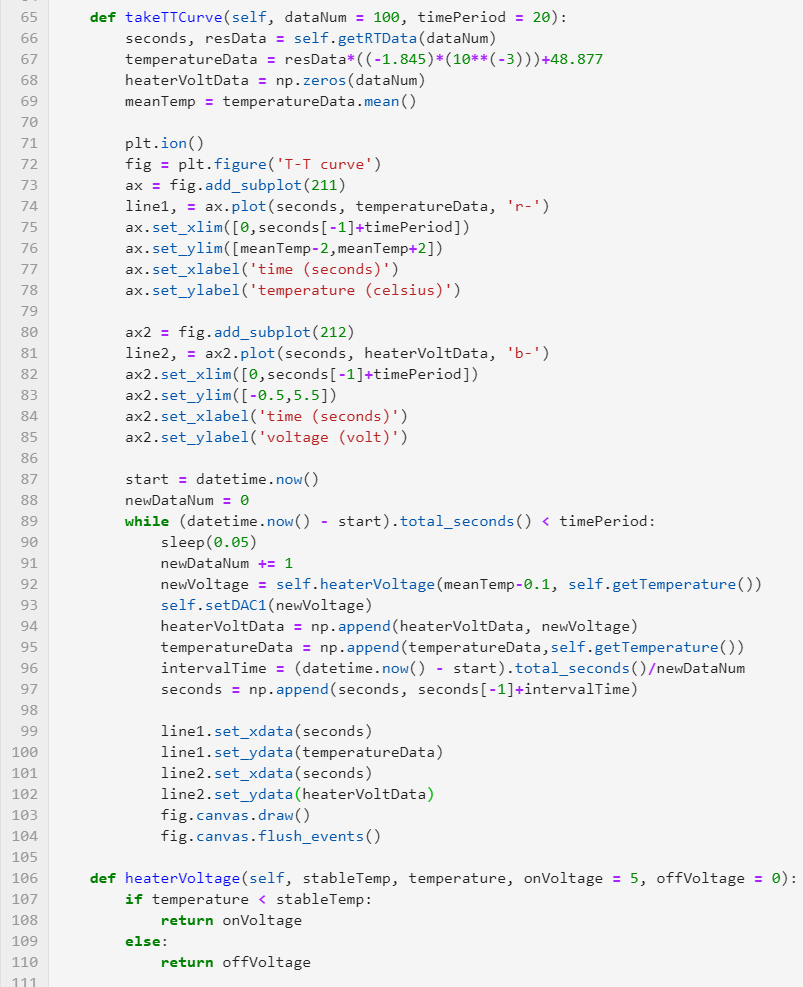 65 def takeTTCurve(self, dataNum = 100, timePeriod = 20):
66 seconds, resData = self.getRTData(dataNum)
67 temperatureData = resData*((-1.845)*(10**(-3)))+48.877
68 heaterVoltData = np.zeros(dataNum)
69 meanTemp = temperatureData.mean()
70
71 plt.ion()
72 fig = plt.figure('T-T curve')
73 ax = fig.add_subplot(211)
74 line1, = ax.plot(seconds, temperatureData, 'r-')
75 ax.set_xlim([0,seconds[-1]+timePeriod])
76 ax.set_ylim([meanTemp-2,meanTemp+2])
77 ax.set_xlabel('time (seconds)')
78 ax.set_ylabel('temperature (celsius)')
79
80 ax2 = fig.add_subplot(212)
81 line2, = ax2.plot(seconds, heaterVoltData, 'b-')
82 ax2.set_xlim([0,seconds[-1]+timePeriod])
83 ax2.set_ylim([-0.5,5.5])
84 ax2.set_xlabel('time (seconds)')
85 ax2.set_ylabel('voltage (volt)')
86
87 start = datetime.now()
88 newDataNum = 0
89 while (datetime.now() - start).total_seconds() < timePeriod:
90 sleep(0.05)
91 newDataNum += 1
92 newVoltage = self.heaterVoltage(meanTemp-0.1, self.getTemperature())
93 self.setDAC1(newVoltage)
94 heaterVoltData = np.append(heaterVoltData, newVoltage)
95 temperatureData = np.append(temperatureData,self.getTemperature())
96 intervalTime = (datetime.now() - start).total_seconds()/newDataNum
97 seconds = np.append(seconds, seconds[-1]+intervalTime)
98
99 line1.set_xdata(seconds)
100 line1.set_ydata(temperatureData)
101 line2.set_xdata(seconds)
102 line2.set_ydata(heaterVoltData)
103 fig.canvas.draw()
104 fig.canvas.flush_events()
105
106 def heaterVoltage(self, stableTemp, temperature, onVoltage = 5, offVoltage = 0):
107 if temperature < stableTemp:
108 return onVoltage
109 else:
110 return offVoltage
111